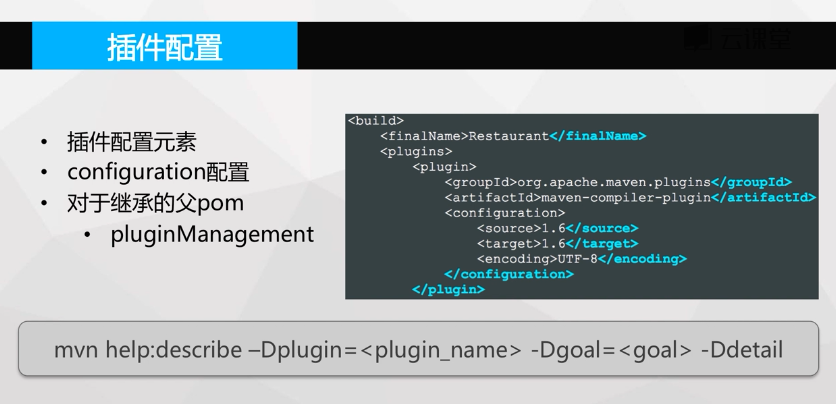 插件配置
云课堂
• 插件配置元素
• configuration配置
• 对于继承的父pom
• pluginManagement
<build>
<finalName>Restaurant</finalName>
<plugins>
<plugin>
<groupId>org.apache.maven.plugins</groupId>
<artifactId>maven-compiler-plugin</artifactId>
<configuration>
<source>1.6</source>
<target>1.6</target>
<encoding>UTF-8</encoding>
</configuration>
</plugin>
mvn help:describe –Dplugin=<plugin_name> -Dgoal=<goal> -Ddetail